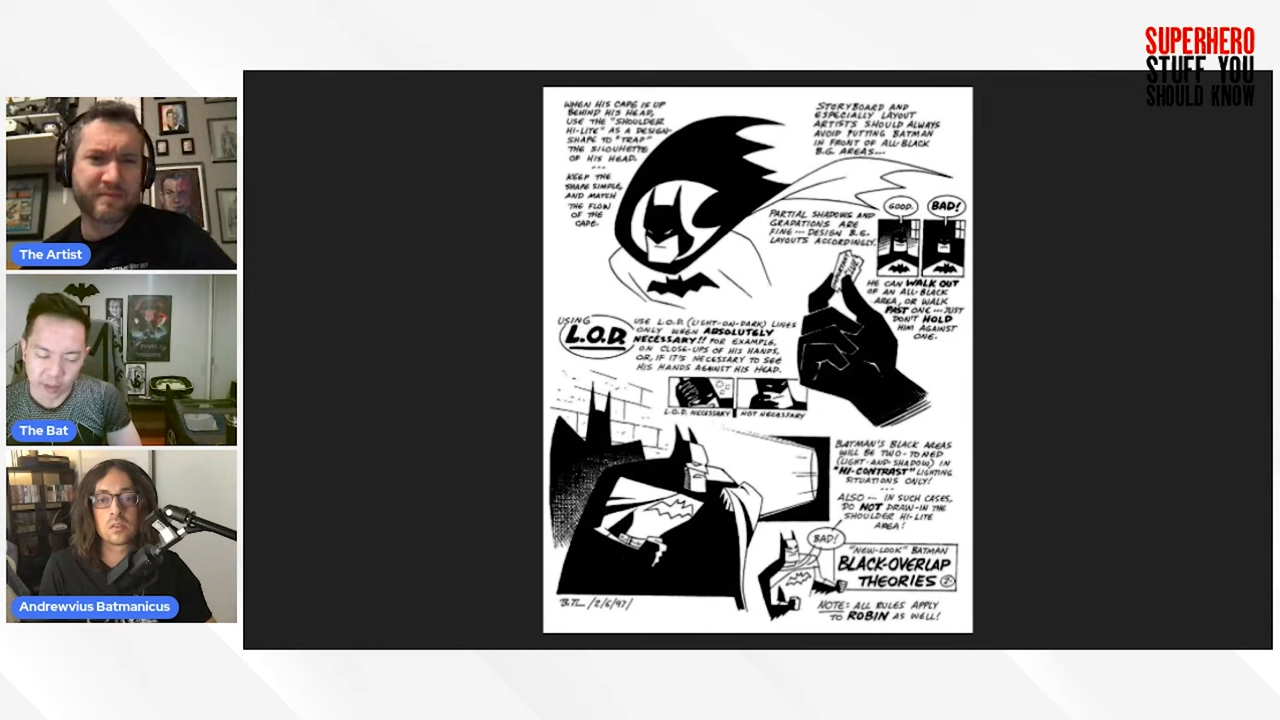 SUPERHERO
STUFF YOU
SHOULD KNOW
The Artist
The Bat
Andrewvius Batmanicus
WHEN HIS CAPE IS UP
BEHIND HIS HEAD,
USE THE "SHOULDER
HI-LITE" AS A DESIGN-
SHAPE TO "TRAP"
THE SILOUHETTE
OF HIS HEAD.
...
KEEP THE
SHAPE SIMPLE,
AND MATCH
THE FLOW
OF THE
CAPE.
STORYBOARD AND
ESPECIALLY LAYOUT
ARTISTS SHOULD ALWAYS
AVOID PUTTING BATMAN
IN FRONT OF ALL-BLACK
B.G. AREAS...
PARTIAL SHADOWS AND
GRADATIONS ARE
FINE --- DESIGN B.G.
LAYOUTS ACCORDINGLY.
GOOD.
BAD!
HE CAN WALK OUT
OF AN ALL-BLACK
AREA, OR WALK
PAST ONE --- JUST
DON'T HOLD
HIM AGAINST
ONE.
USING
L.O.D.
USE L.O.D. (LIGHT-ON-DARK) LINES
ONLY WHEN ABSOLUTELY
NECESSARY!! FOR EXAMPLE,
ON CLOSE-UPS OF HIS HANDS,
OR, IF IT'S NECESSARY TO SEE
HIS HANDS AGAINST HIS HEAD.
L.O.D. NECESSARY
NOT NECESSARY
BATMAN'S BLACK AREAS
WILL BE TWO-TONED
(LIGHT-AND-SHADOW) IN
"HI-CONTRAST" LIGHTING
SITUATIONS ONLY!
...
ALSO --- IN SUCH CASES,
DO NOT DRAW-IN THE
SHOULDER HI-LITE
AREA!
BAD!
"NEW-LOOK" BATMAN
BLACK-OVERLAP
THEORIES 2
NOTE: ALL RULES APPLY
TO ROBIN AS WELL!
/2/6/97/